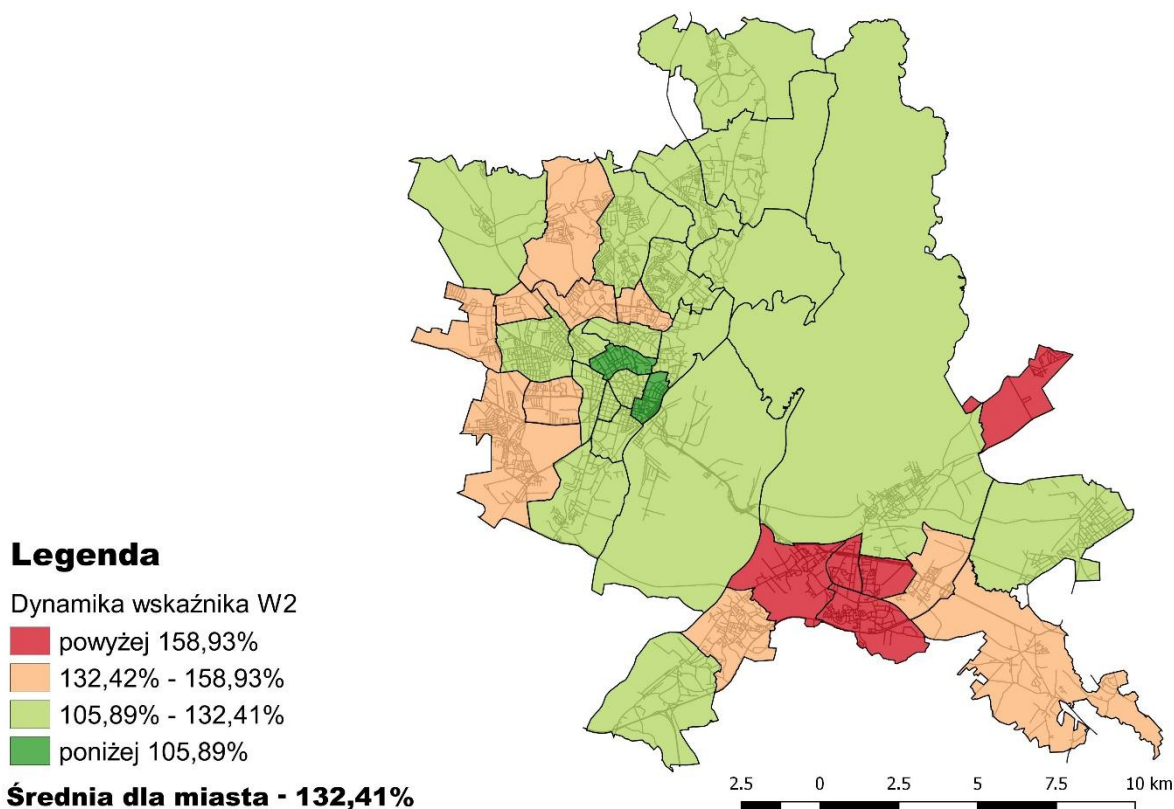 Legenda
Dynamika wskaźnika W2
powyżej 158,93%
132,42% - 158,93%
105,89% - 132,41%
poniżej 105,89%
Średnia dla miasta - 132,41%
2.5 0 2.5 5 7.5 10 km